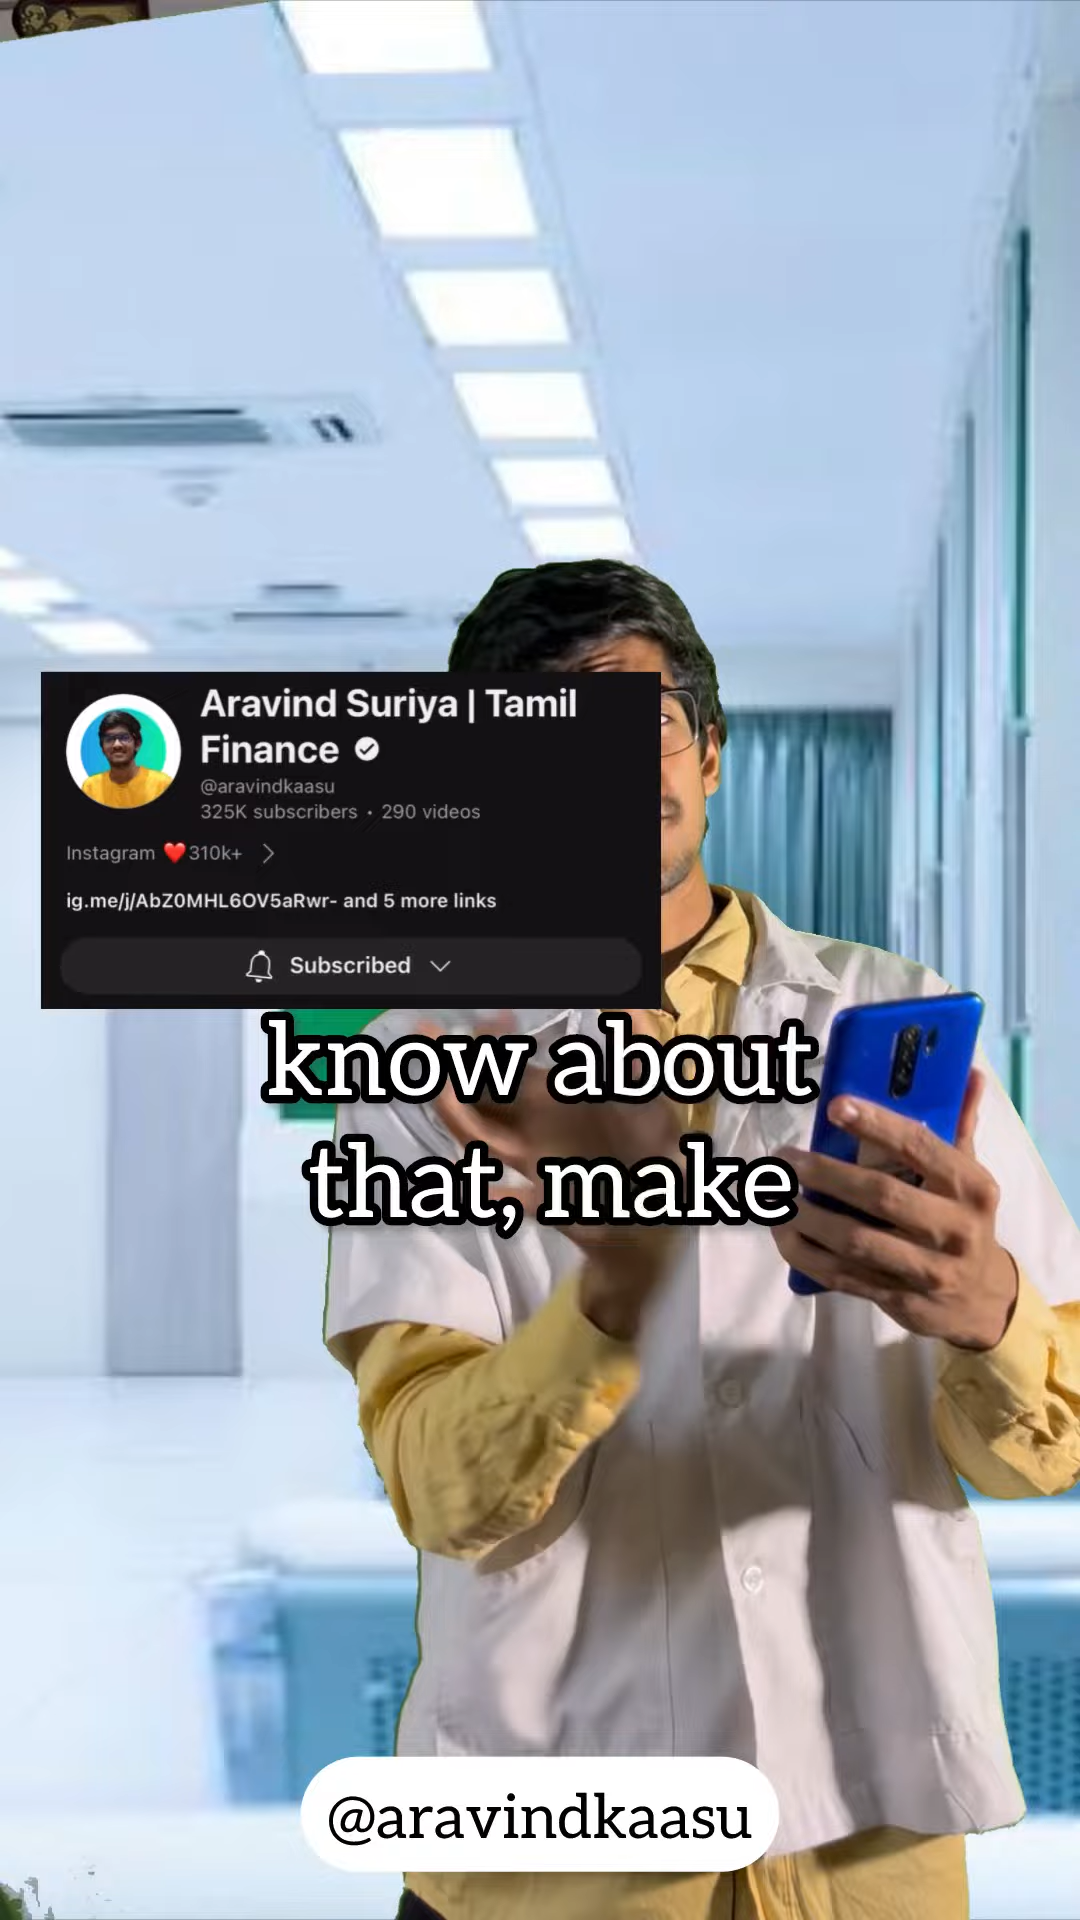 Aravind Suriya | Tamil
Finance
@aravindkaasu
325K subscribers • 290 videos
Instagram ❤️310k+ >
ig.me/j/AbZ0MHL6OV5aRwr- and 5 more links
Subscribed
know about
that, make
@aravindkaasu